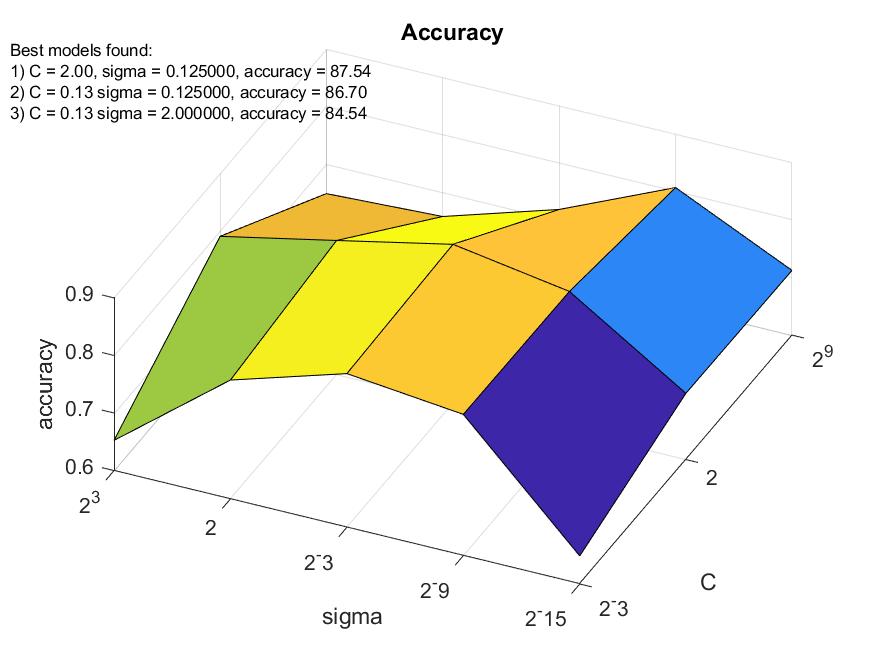 Accuracy
Best models found:
1) C = 2.00, sigma = 0.125000, accuracy = 87.54
2) C = 0.13 sigma = 0.125000, accuracy = 86.70
3) C = 0.13 sigma = 2.000000, accuracy = 84.54
0.9
0.8
0.7
0.6
accuracy
2^3
2
2^-3
2^-9
2^-15
sigma
2^-3
2
2^9
C